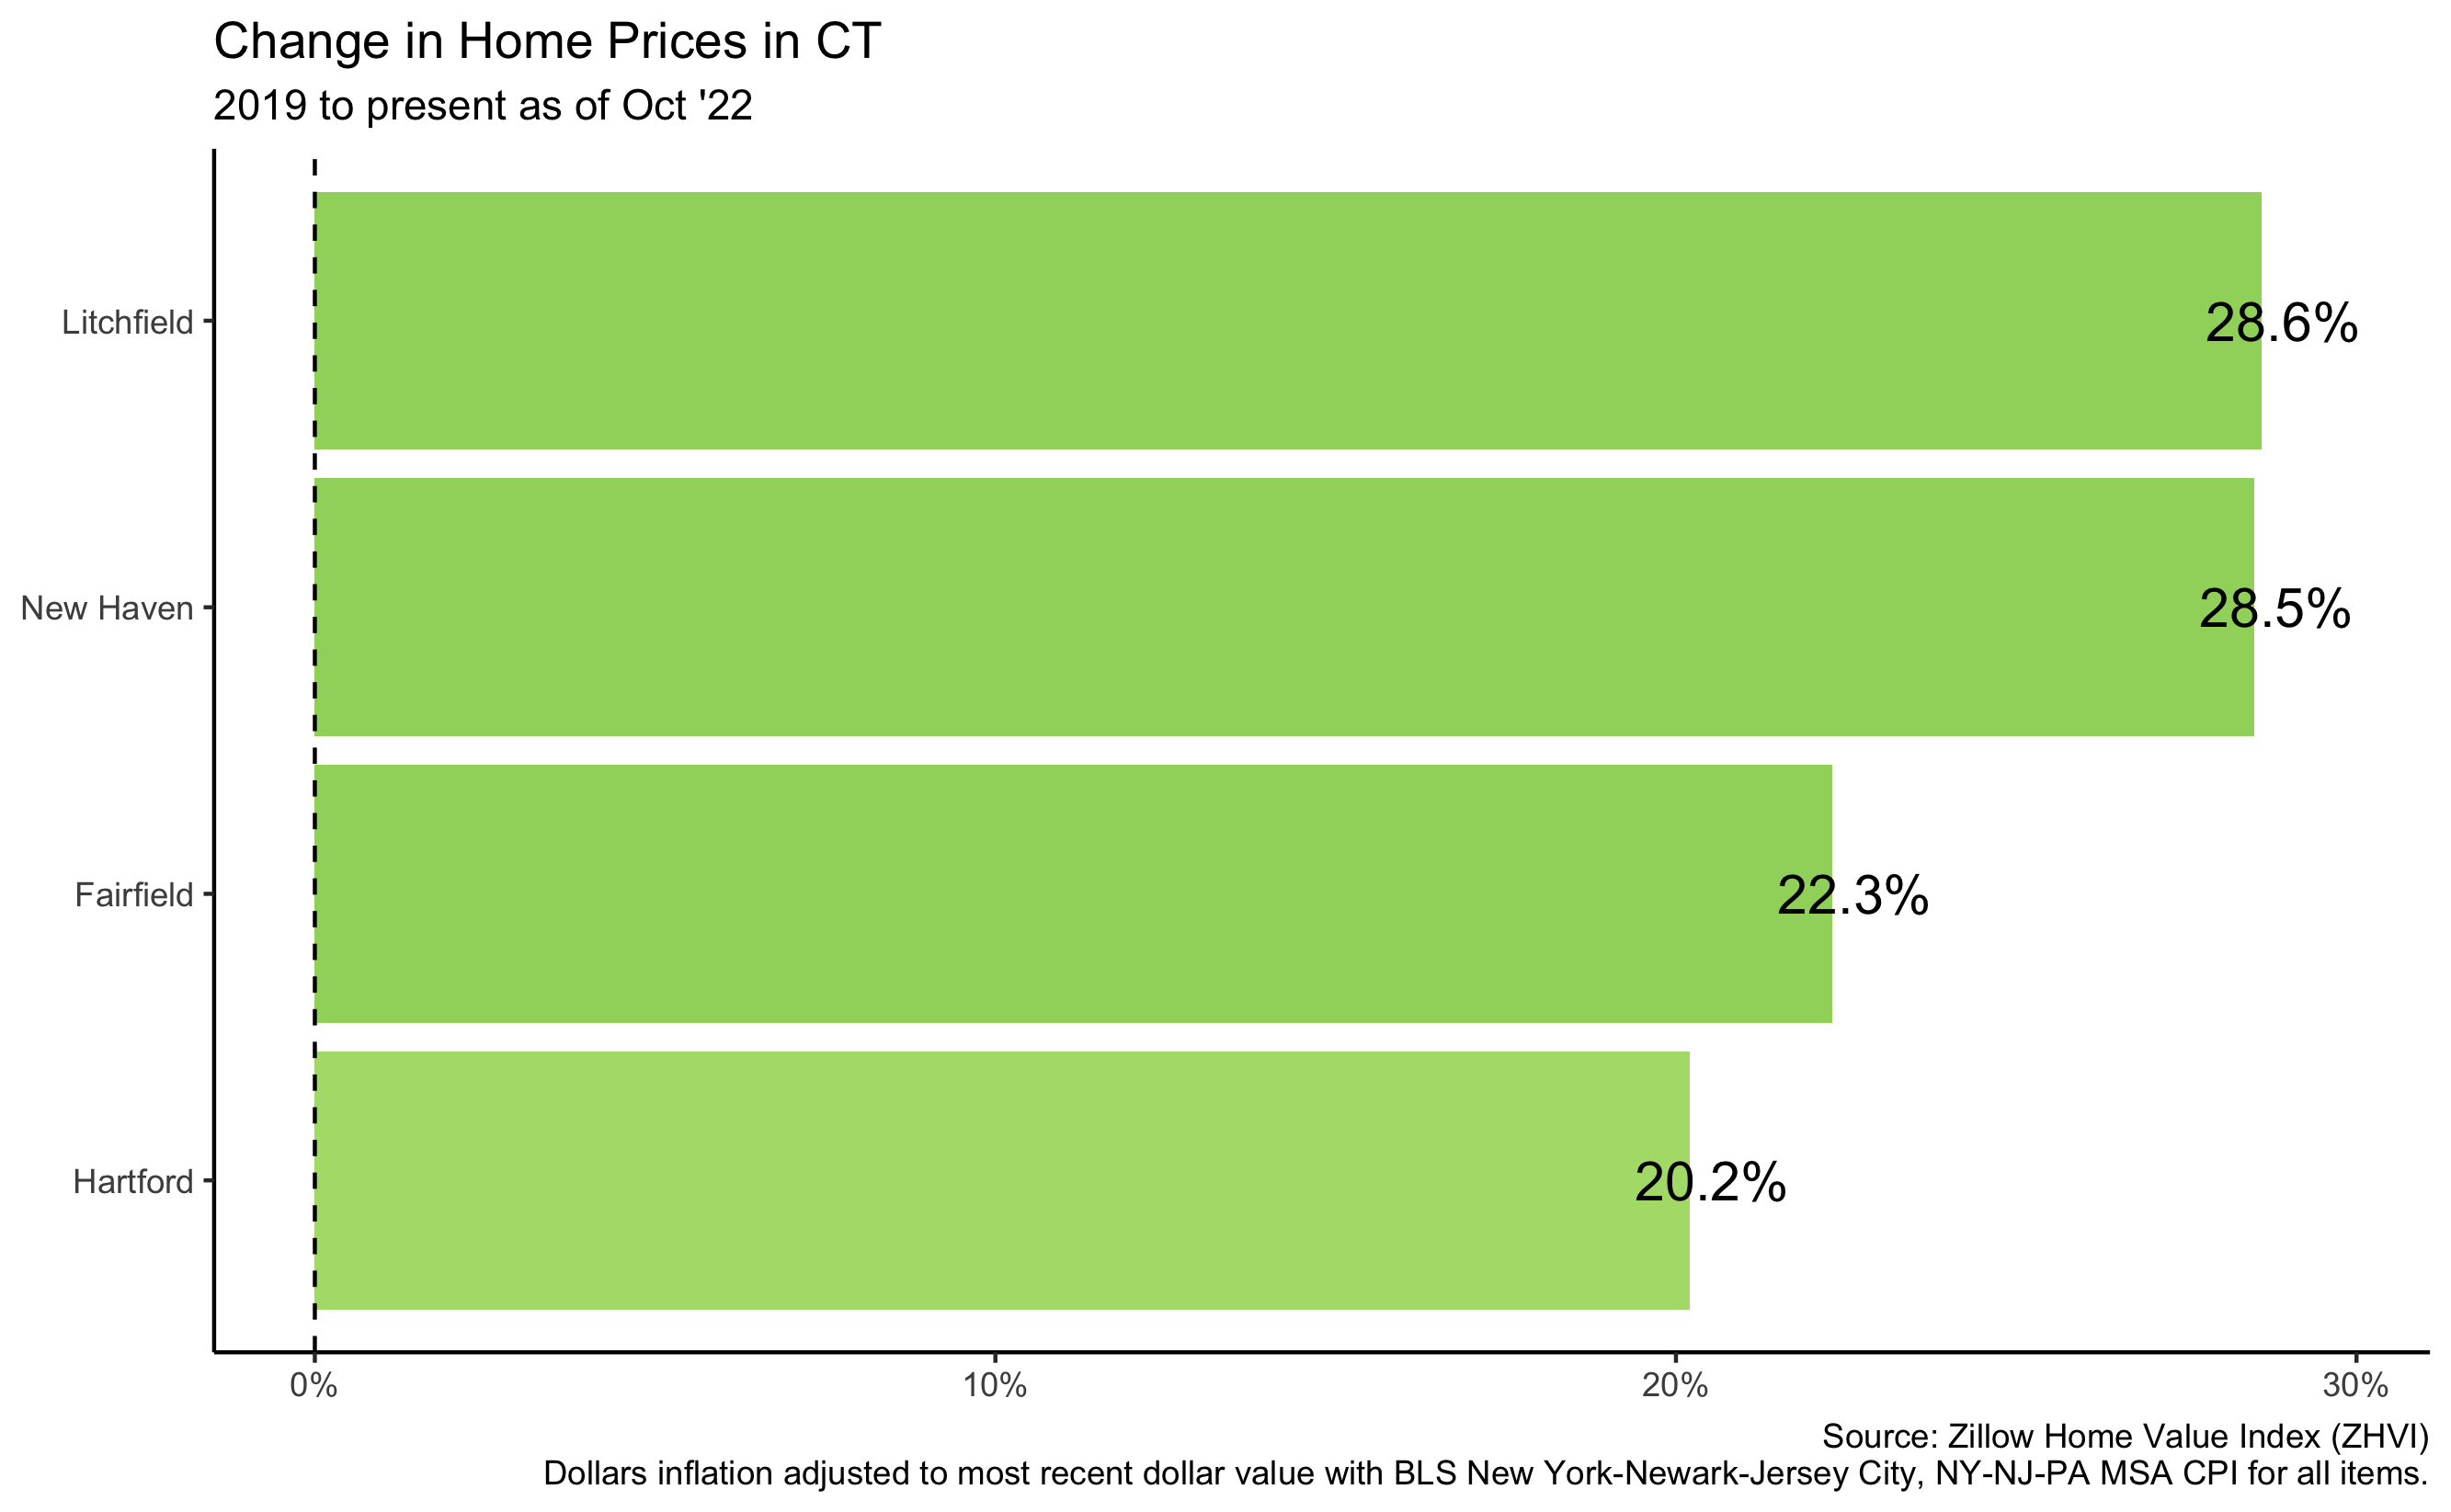 Change in Home Prices in CT
2019 to present as of Oct '22
Litchfield
28.6%
New Haven
28.5%
Fairfield
22.3%
Hartford
20.2%
0%
10%
20%
30%
Source: Zillow Home Value Index (ZHVI)
Dollars inflation adjusted to most recent dollar value with BLS New York-Newark-Jersey City, NY-NJ-PA MSA CPI for all items.